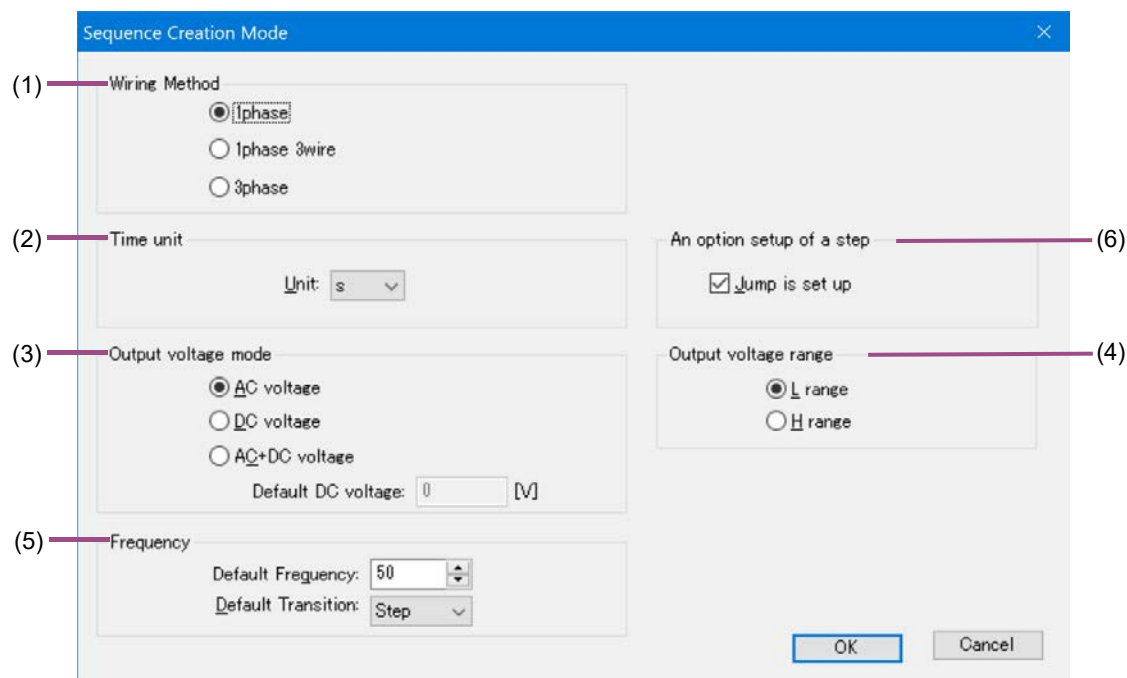 Sequence Creation Mode
(1)
Wiring Method
1phase
1phase 3wire
3phase
(2)
Time unit
Unit: s
An option setup of a step
(6)
Jump is set up
(3)
Output voltage mode
AC voltage
DC voltage
AC+DC voltage
Default DC voltage: 0 [V]
Output voltage range
(4)
L range
H range
(5)
Frequency
Default Frequency: 50
Default Transition: Step
OK
Cancel